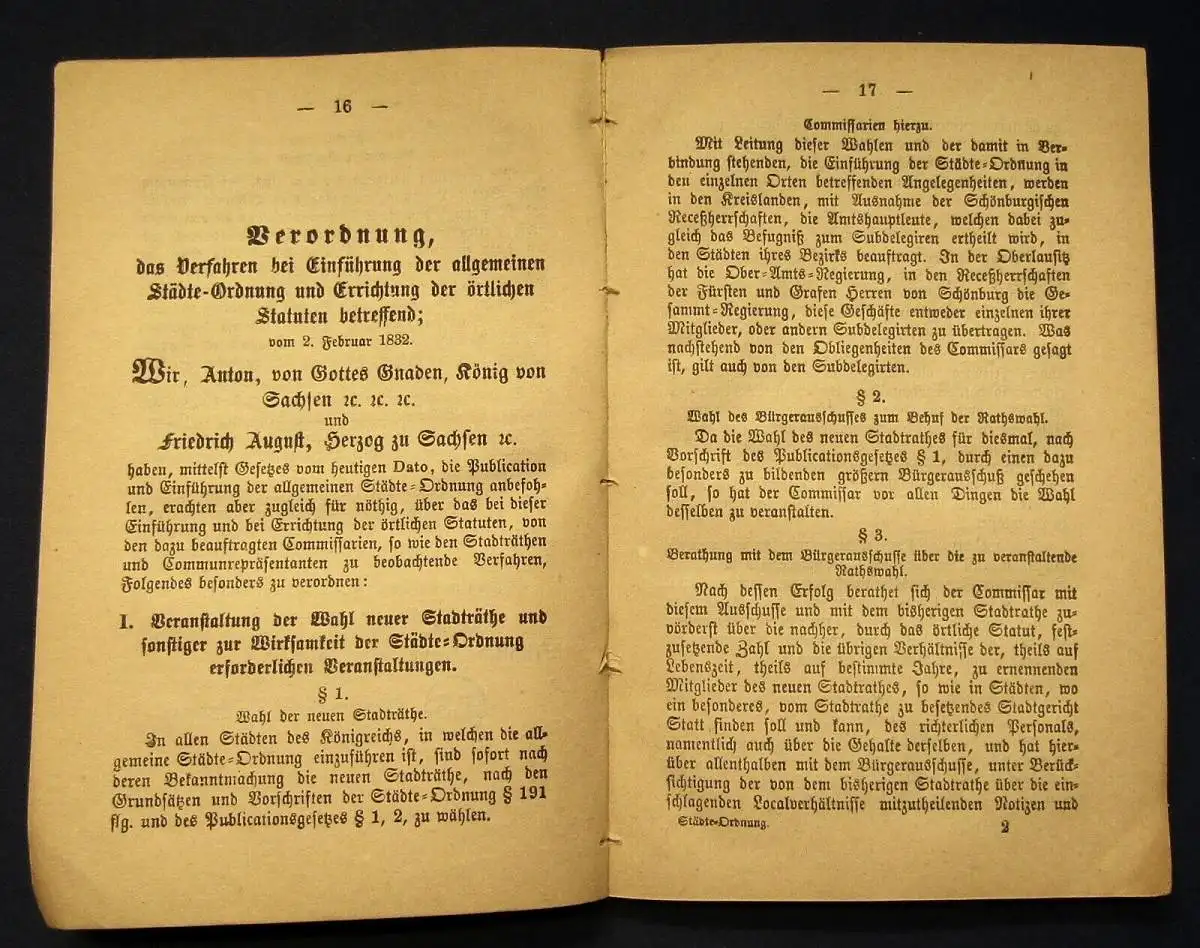 — 16 —
Verordnung,
das Verfahren bei Einführung der allgemeinen
Städte-Ordnung und Errichtung der örtlichen
Statuten betreffend;
vom 2. Februar 1832.
Wir, Anton, von Gottes Gnaden, König von
Sachsen ꝛc. ꝛc. ꝛc.
und
Friedrich August, Herzog zu Sachsen ꝛc.
haben, mittelst Gesetzes vom heutigen Dato, die Publication
und Einführung der allgemeinen Städte-Ordnung anbefoh-
len, erachten aber zugleich für nöthig, über das bei dieser
Einführung und bei Errichtung der örtlichen Statuten, von
den dazu beauftragten Commissarien, so wie den Stadträthen
und Communrepräsentanten zu beobachtende Verfahren,
Folgendes besonders zu verordnen:
I. Veranstaltung der Wahl neuer Stadträthe und
sonstiger zur Wirksamkeit der Städte-Ordnung
erforderlichen Veranstaltungen.
§ 1.
Wahl der neuen Stadträthe.
In allen Städten des Königreichs, in welchen die all-
gemeine Städte-Ordnung einzuführen ist, sind sofort nach
deren Bekanntmachung die neuen Stadträthe, nach den
Grundsätzen und Vorschriften der Städte-Ordnung § 191
flg. und des Publicationsgesetzes § 1, 2, zu wählen.
— 17 —
Commissarien hierzu.
Mit Leitung dieser Wahlen und der damit in Ver-
bindung stehenden, die Einführung der Städte-Ordnung in
den einzelnen Orten betreffenden Angelegenheiten, werden
in den Kreislanden, mit Ausnahme der Schönburgischen
Receßherrschaften, die Amtshauptleute, welchen dabei zu-
gleich das Befugniß zum Subdelegiren ertheilt wird, in
den Städten ihres Bezirks beauftragt. In der Oberlausitz
hat die Ober-Amts-Regierung, in den Receßherrschaften
der Fürsten und Grafen Herren von Schönburg die Ge-
sammt-Regierung, diese Geschäfte entweder einzelnen ihrer
Mitglieder, oder andern Subdelegirten zu übertragen. Was
nachstehend von den Obliegenheiten des Commissars gesagt
ist, gilt auch von den Subdelegirten.
§ 2.
Wahl des Bürgerausschusses zum Behuf der Rathswahl.
Da die Wahl des neuen Stadtrathes für diesmal, nach
Vorschrift des Publicationsgesetzes § 1, durch einen dazu
besonders zu bildenden größern Bürgerausschuß geschehen
soll, so hat der Commissar vor allen Dingen die Wahl
desselben zu veranstalten.
§ 3.
Berathung mit dem Bürgerausschusse über die zu veranstaltende
Rathswahl.
Nach dessen Erfolg berathet sich der Commissar mit
diesem Ausschusse und mit dem bisherigen Stadtrathe zu-
vörderst über die nachher, durch das örtliche Statut, fest-
zusetzende Zahl und die übrigen Verhältnisse der, theils auf
Lebenszeit, theils auf bestimmte Jahre, zu ernennenden
Mitglieder des neuen Stadtrathes, so wie in Städten, wo
ein besonderes, vom Stadtrathe zu besetzendes Stadtgericht
Statt finden soll und kann, des richterlichen Personals,
namentlich auch über die Gehalte derselben, und hat hier-
über allenthalben mit dem Bürgerausschusse, unter Berück-
sichtigung der von dem bisherigen Stadtrathe über die ein-
schlagenden Localverhältnisse mitzutheilenden Notizen und
Städte-Ordnung.
2